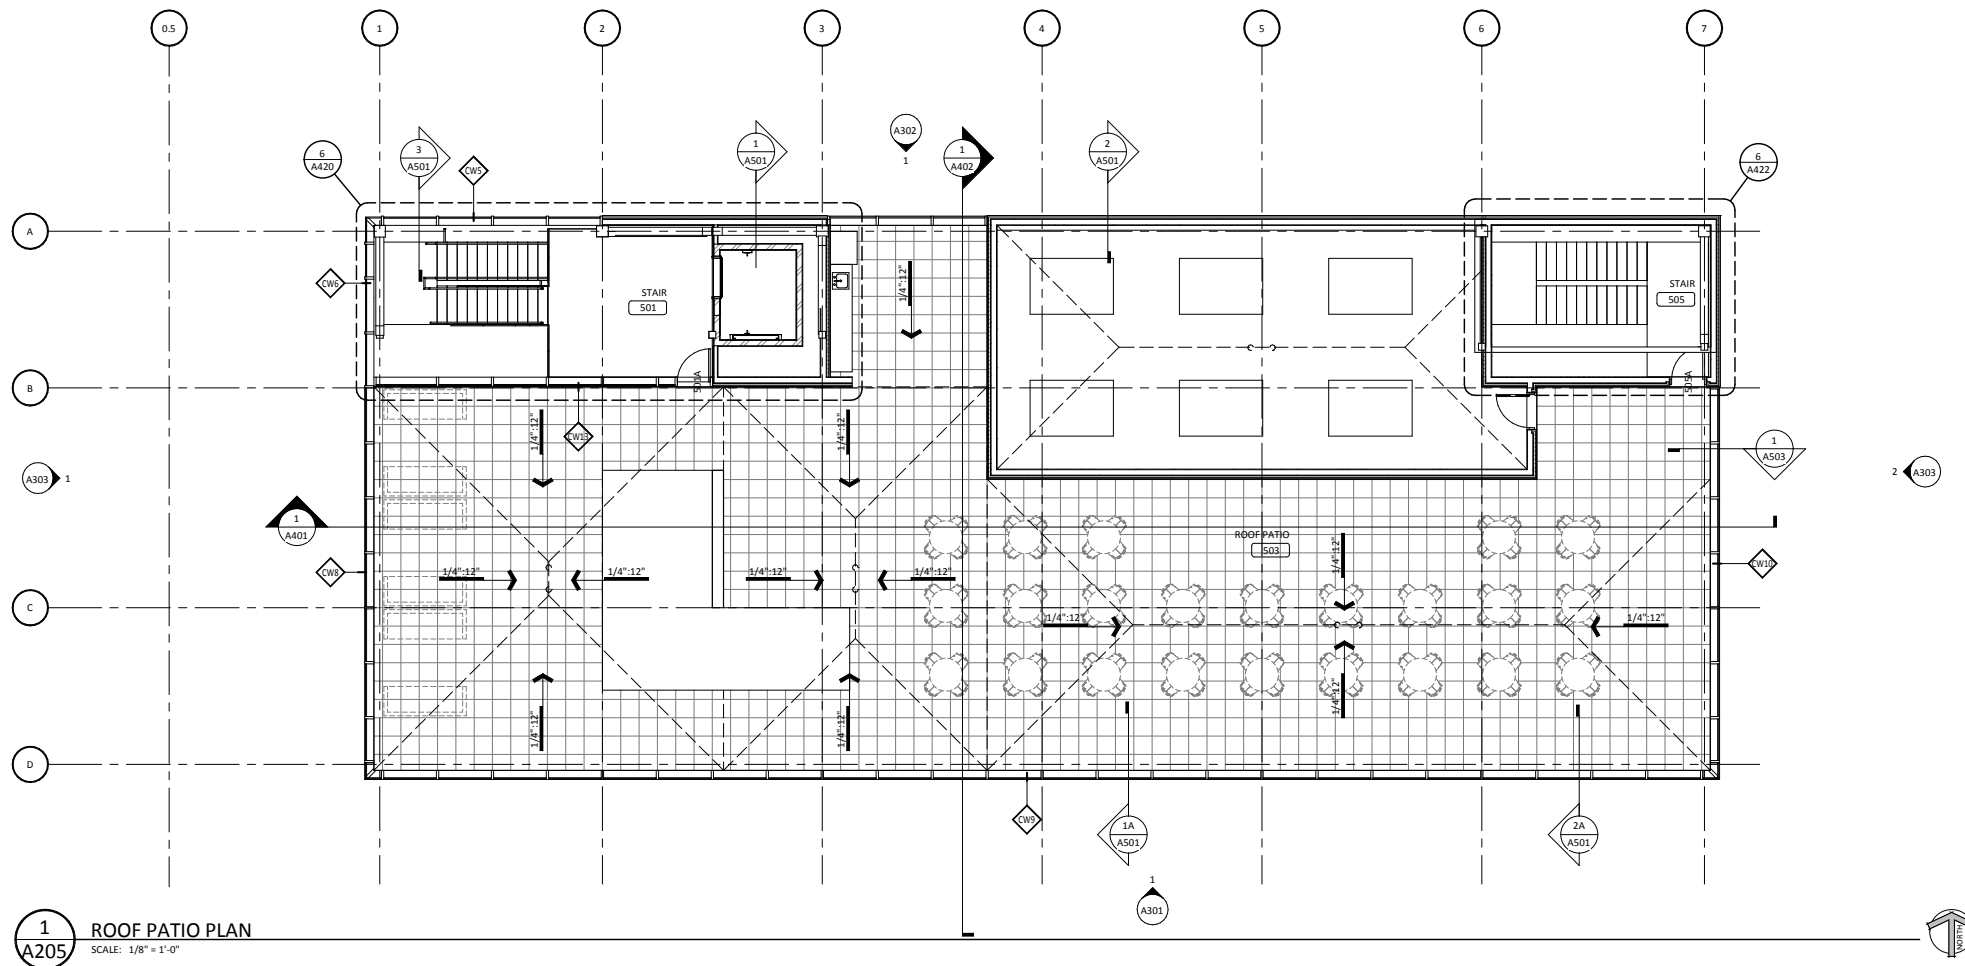 0.5
1
2
3
4
5
6
7
A302
1
6
A420
3
A501
CW5
1
A501
1
A402
2
A501
6
A422
A
CW6
STAIR
501
1/4":12"
STAIR
505
B
501A
505A
1/4":12"
CW13
1/4":12"
A303
1
1
A503
2
A303
1
A401
ROOF PATIO
503
1/4":12"
CW8
1/4":12"
1/4":12"
1/4":12"
1/4":12"
CW10
C
1/4":12"
1/4":12"
1/4":12"
1/4":12"
1/4":12"
D
CW9
1A
A501
2A
A501
1
A301
1
A205
ROOF PATIO PLAN
SCALE: 1/8" = 1'-0"
NORTH